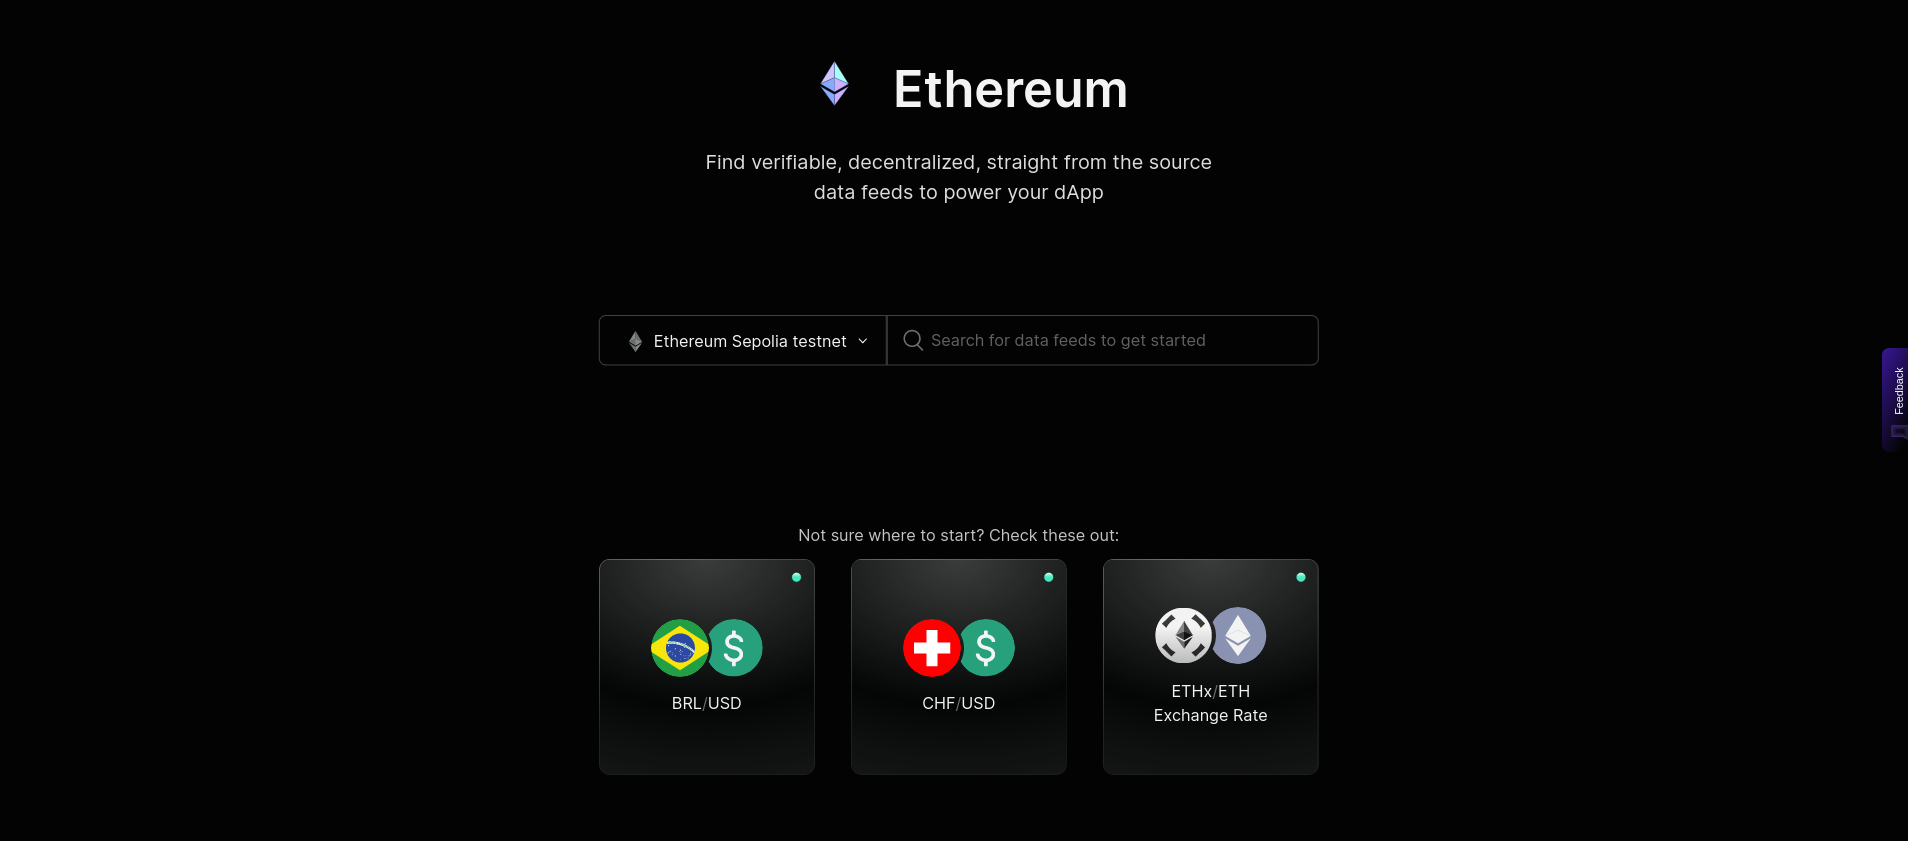 Ethereum
Find verifiable, decentralized, straight from the source
data feeds to power your dApp
Ethereum Sepolia testnet
Search for data feeds to get started
Feedback
Not sure where to start? Check these out:
BRL/USD
CHF/USD
ETHx/ETH
Exchange Rate